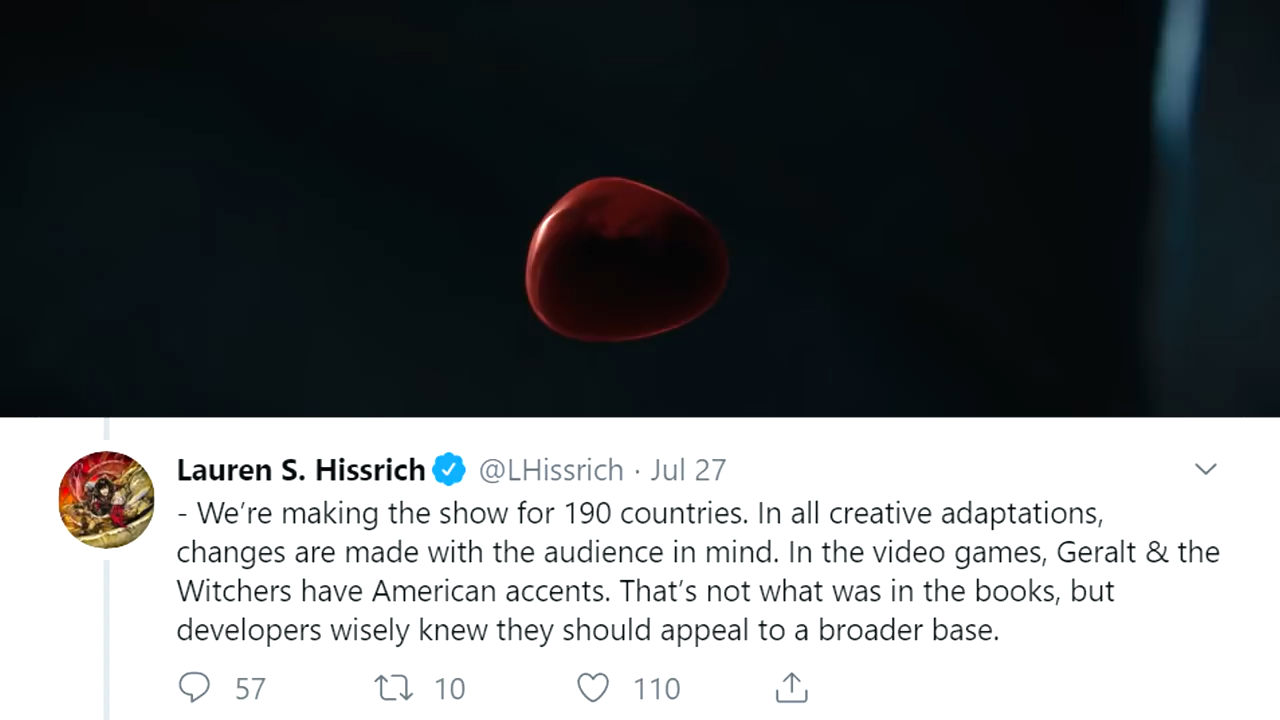 Lauren S. Hissrich @LHissrich · Jul 27
- We’re making the show for 190 countries. In all creative adaptations,
changes are made with the audience in mind. In the video games, Geralt & the
Witchers have American accents. That’s not what was in the books, but
developers wisely knew they should appeal to a broader base.
57 10 110